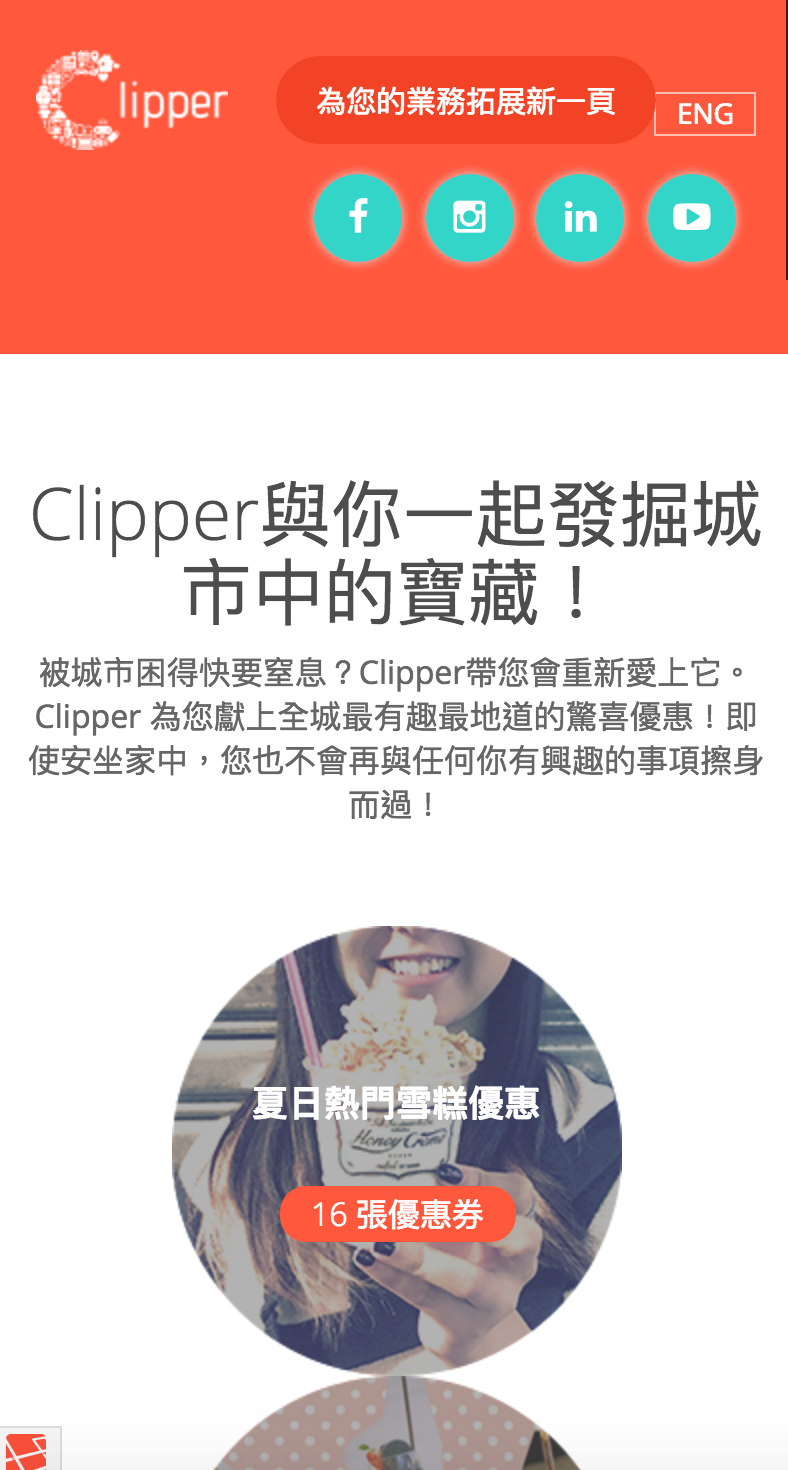 Clipper
為您的業務拓展新一頁
ENG
Clipper與你一起發掘城
市中的寶藏！
被城市困得快要窒息？Clipper帶您會重新愛上它。
Clipper 為您獻上全城最有趣最地道的驚喜優惠！即
使安坐家中，您也不會再與任何你有興趣的事項擦身
而過！
夏日熱門雪糕優惠
Honey Creme
16 張優惠券